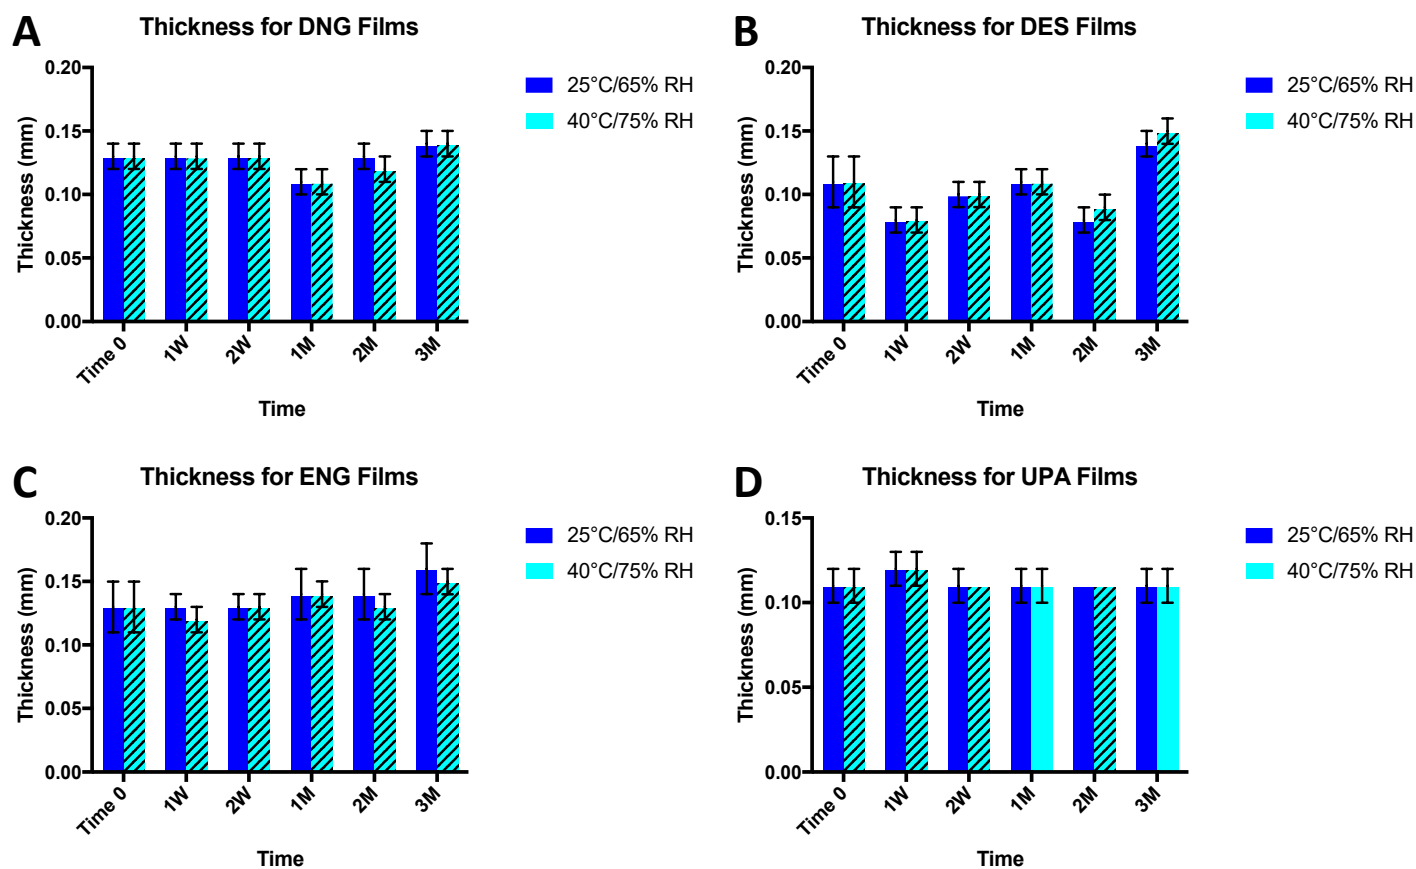 A
Thickness for DNG Films
Thickness (mm)
0.20
0.15
0.10
0.05
0.00
Time 0
1W
2W
1M
2M
3M
Time
25°C/65% RH
40°C/75% RH
B
Thickness for DES Films
Thickness (mm)
0.20
0.15
0.10
0.05
0.00
Time 0
1W
2W
1M
2M
3M
Time
25°C/65% RH
40°C/75% RH
C
Thickness for ENG Films
Thickness (mm)
0.20
0.15
0.10
0.05
0.00
Time 0
1W
2W
1M
2M
3M
Time
25°C/65% RH
40°C/75% RH
D
Thickness for UPA Films
Thickness (mm)
0.15
0.10
0.05
0.00
Time 0
1W
2W
1M
2M
3M
Time
25°C/65% RH
40°C/75% RH